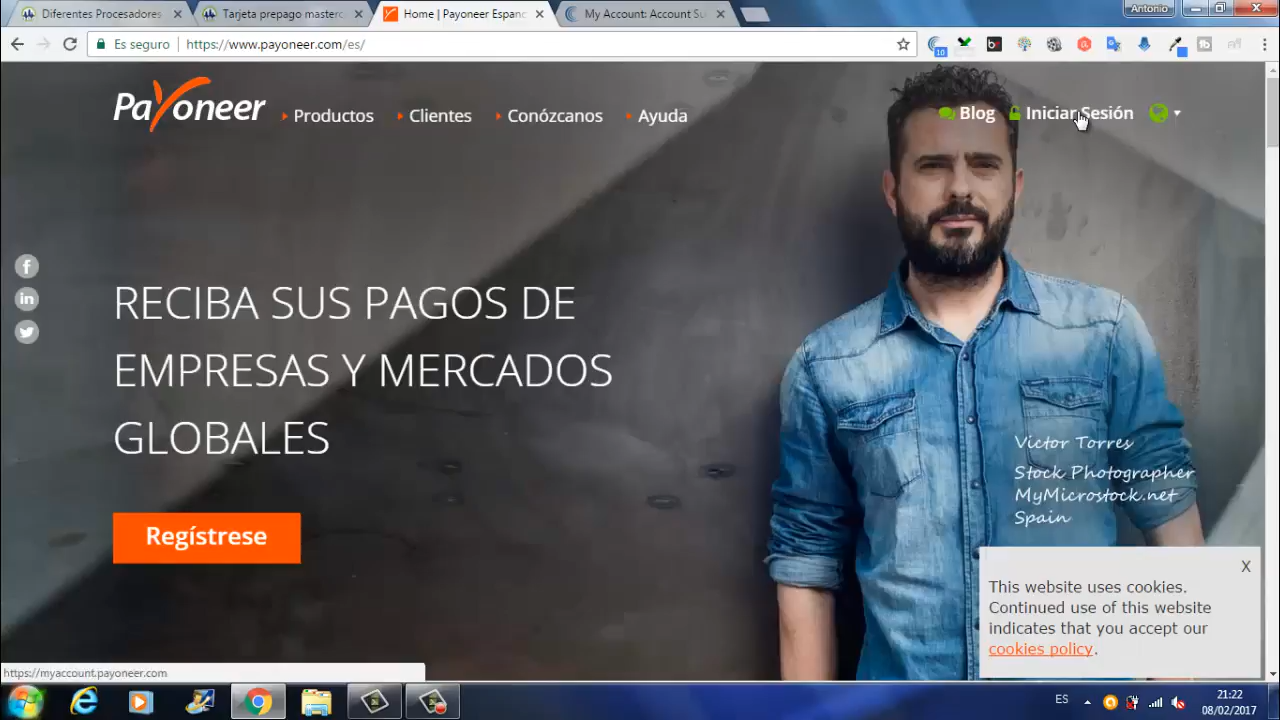 Diferentes Procesadores
Tarjeta prepago masterc
Home | Payoneer Espanc
My Account: Account Su
Antonio
Es seguro
https://www.payoneer.com/es/
10
Payoneer
Productos
Clientes
Conózcanos
Ayuda
Blog
Iniciar Sesión
RECIBA SUS PAGOS DE
EMPRESAS Y MERCADOS
GLOBALES
Regístrese
Victor Torres
Stock Photographer
MyMicrostock.net
Spain
X
This website uses cookies.
Continued use of this website
indicates that you accept our
cookies policy.
https://myaccount.payoneer.com
ES
21:22
08/02/2017